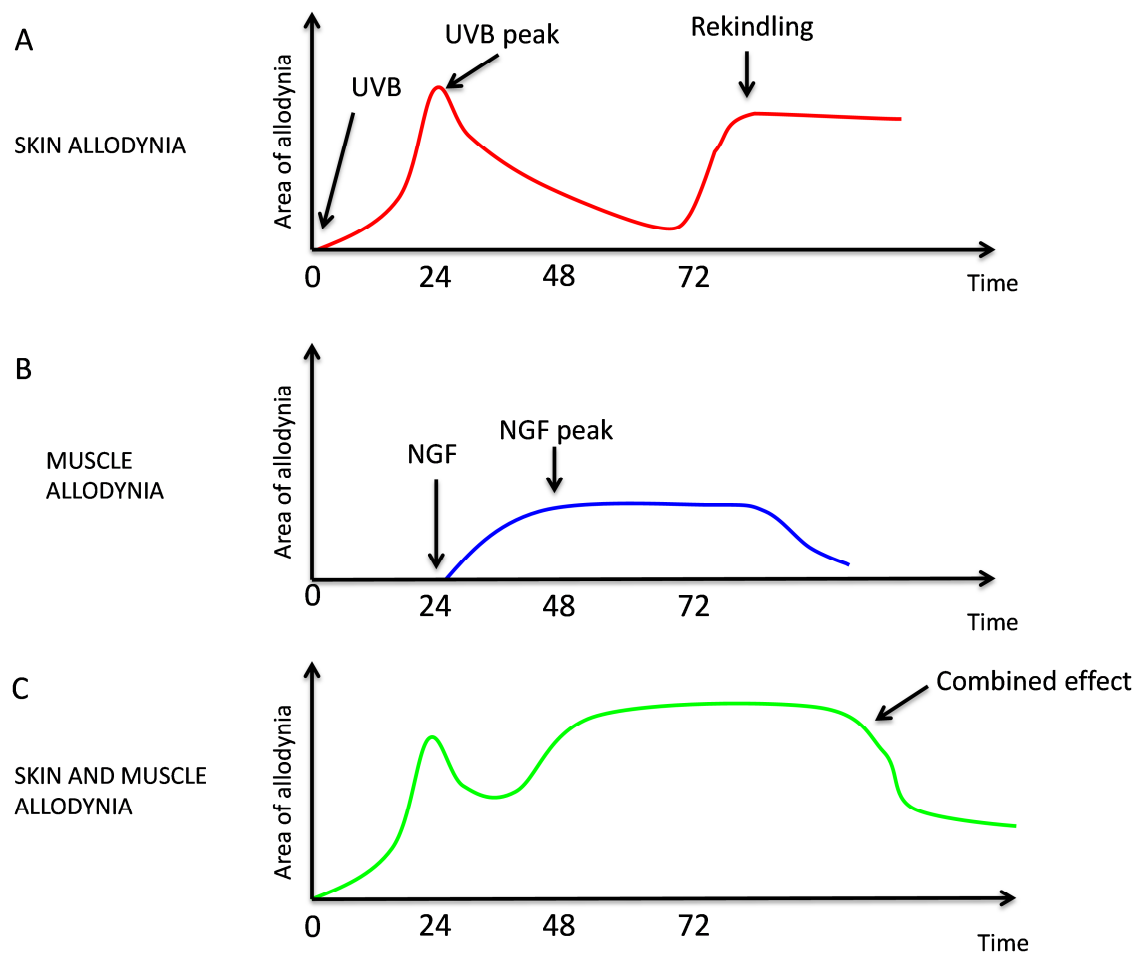 A
SKIN ALLODYNIA
Area of allodynia
UVB
UVB peak
Rekindling
0 24 48 72
Time
B
MUSCLE
ALLODYNIA
Area of allodynia
NGF
NGF peak
0 24 48 72
Time
C
SKIN AND MUSCLE
ALLODYNIA
Area of allodynia
Combined effect
0 24 48 72
Time